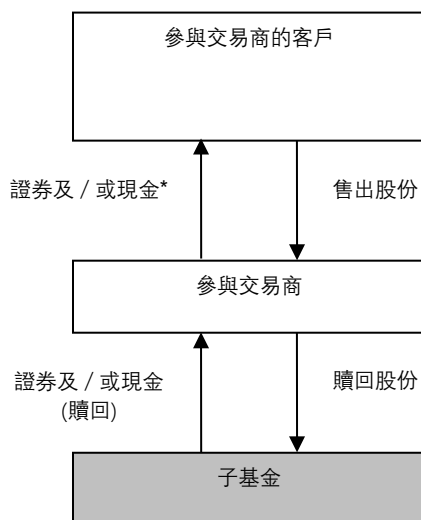 參與交易商的客戶
證券及 / 或現金*
售出股份
參與交易商
證券及 / 或現金
(贖回)
贖回股份
子基金